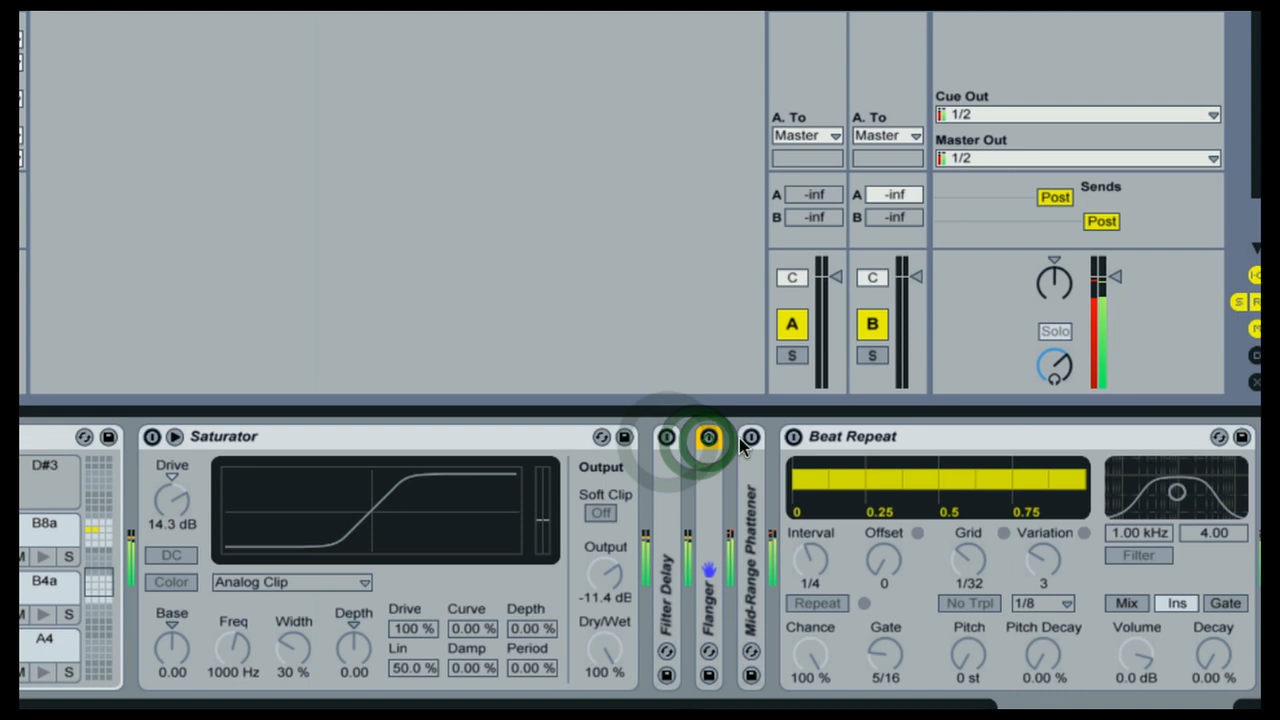 Cue Out
1/2
Master Out
1/2
A. To
A. To
Master
Master
A -inf
A -inf
B -inf
B -inf
Sends
Post
Post
C
C
A
B
S
S
Solo
S
D
X
D#3
B8a
S
B4a
S
A4
S
Saturator
Drive
14.3 dB
DC
Color
Analog Clip
Base
0.00
Freq
1000 Hz
Width
30 %
Depth
0.00
Drive
Curve
Depth
100 %
0.00 %
0.00 %
Lin
Damp
Period
50.0 %
0.00 %
0.00 %
Output
Soft Clip
Off
Output
-11.4 dB
Dry/Wet
100 %
Filter Delay
Flanger
Mid-Range Phattener
Beat Repeat
0 0.25 0.5 0.75
Interval
1/4
Offset
0
Grid
1/32
Variation
3
Repeat
No Trpl
1/8
Chance
100 %
Gate
5/16
Pitch
0 st
Pitch Decay
0.00 %
1.00 kHz
4.00
Filter
Mix
Ins
Gate
Volume
0.0 dB
Decay
0.00 %